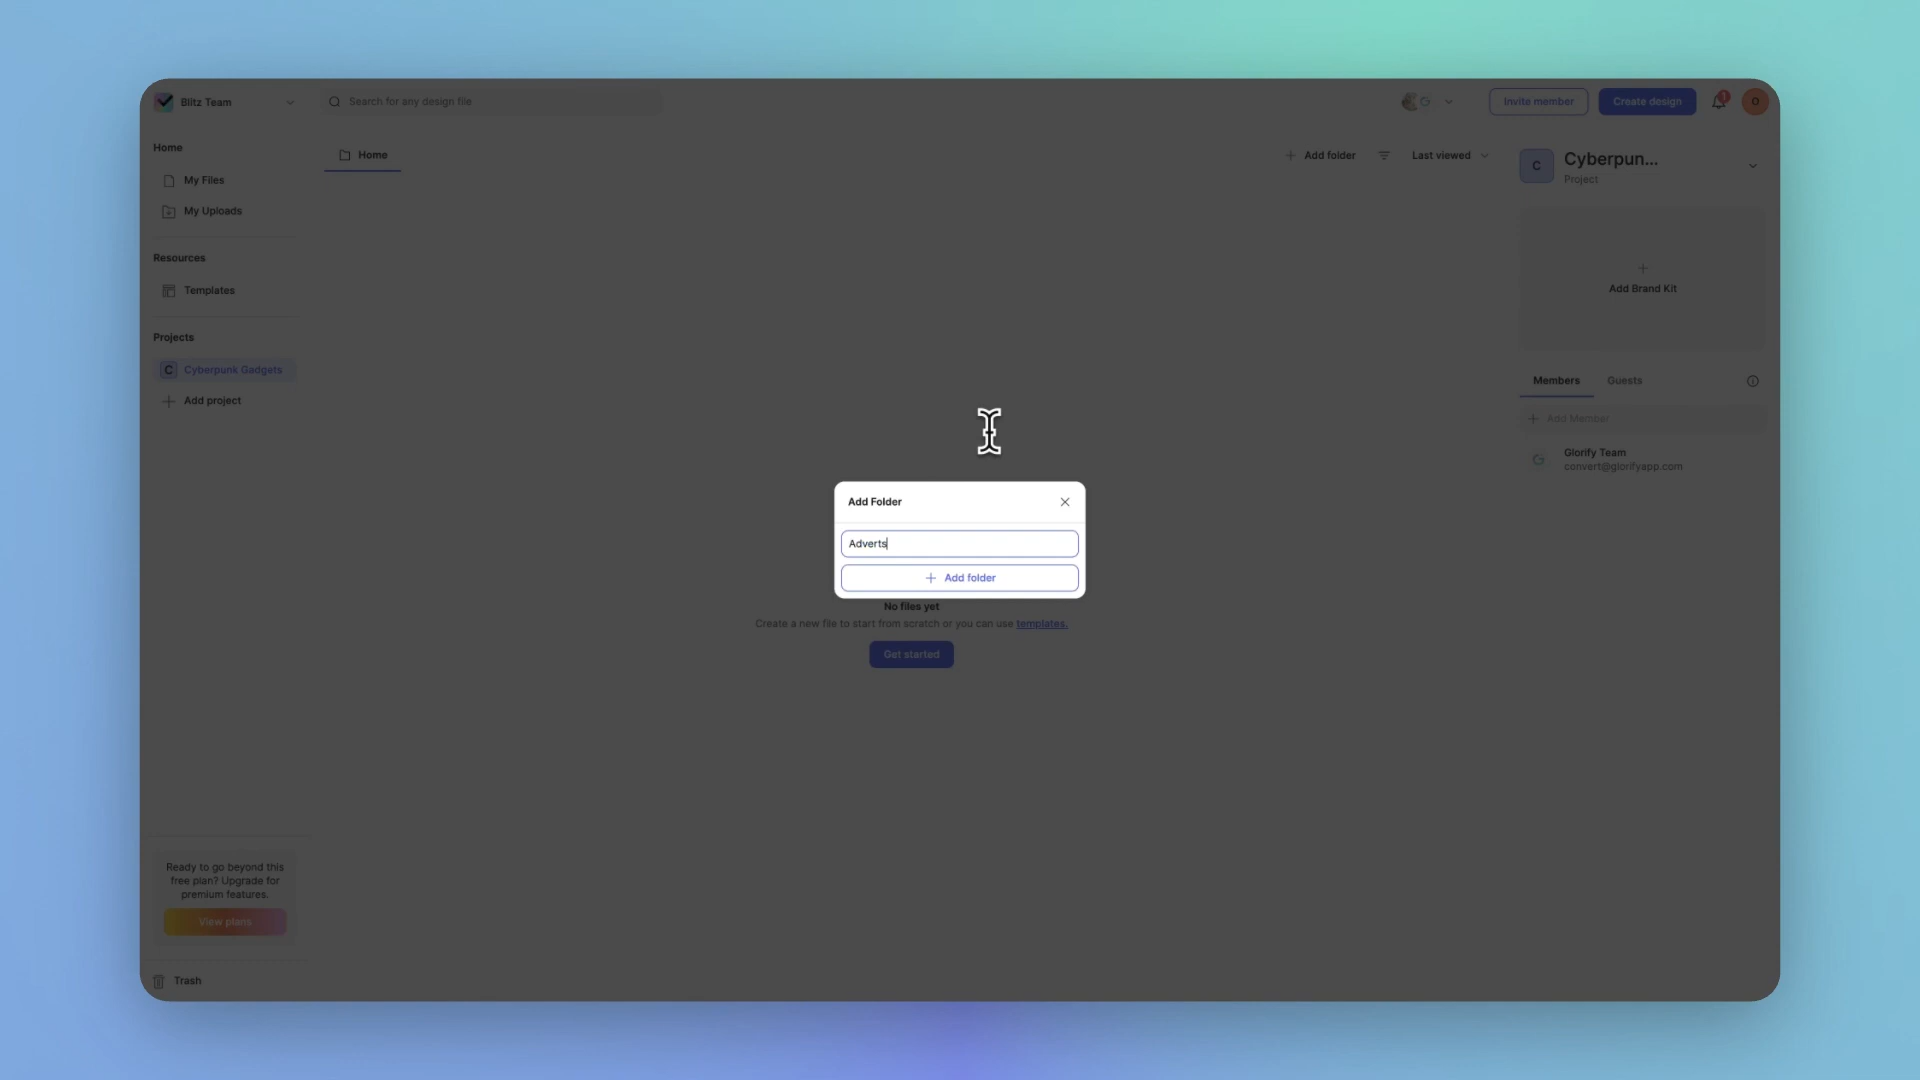 Blitz Team
Search for any design file
Invite member
Create design
1
O
Home
My Files
My Uploads
Resources
Templates
Projects
C Cyberpunk Gadgets
Add project
Home
Add folder
Last viewed
C
Cyberpun...
Project
Add Brand Kit
Members
Guests
Add Member
Glorify Team
convert@glorifyapp.com
Add Folder
Adverts
Add folder
No files yet
Create a new file to start from scratch or you can use templates.
Get started
Ready to go beyond this
free plan? Upgrade for
premium features.
View plans
Trash